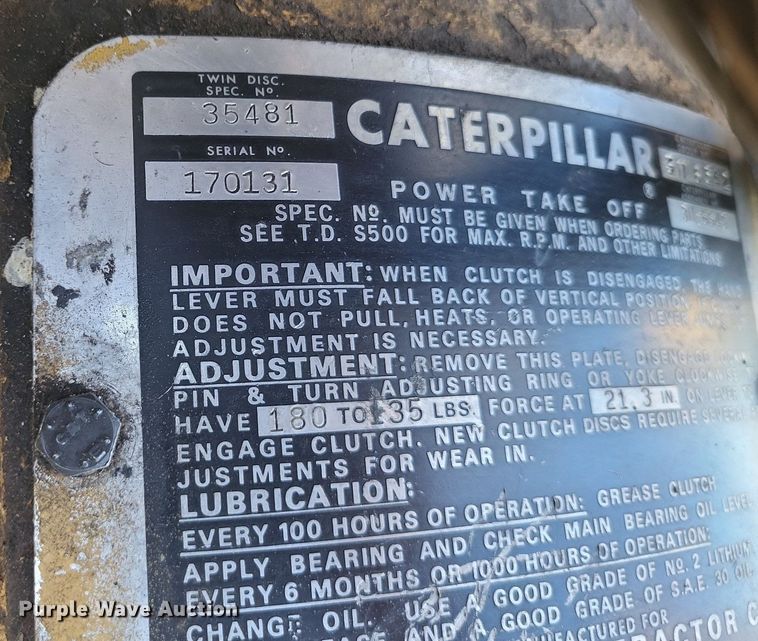 TWIN DISC.
SPEC. Nº.
35481
SERIAL Nº.
170131
CATERPILLAR
®
POWER TAKE OFF
SPEC. Nº. MUST BE GIVEN WHEN ORDERING PARTS.
SEE T.D. S500 FOR MAX. R.P.M. AND OTHER LIMITATIONS
IMPORTANT: WHEN CLUTCH IS DISENGAGED, THE
LEVER MUST FALL BACK OF VERTICAL POSITION
DOES NOT PULL, HEATS, OR OPERATING LEVER
ADJUSTMENT IS NECESSARY.
ADJUSTMENT: REMOVE THIS PLATE, DISENGAGE
PIN & TURN ADJUSTING RING OR YOKE
HAVE 180 TO 35 LBS. FORCE AT 21.3 IN. ON LEVER
ENGAGE CLUTCH. NEW CLUTCH DISCS REQUIRE
JUSTMENTS FOR WEAR IN.
LUBRICATION:
EVERY 100 HOURS OF OPERATION: GREASE CLUTCH
APPLY BEARING AND CHECK MAIN BEARING OIL LEVEL
EVERY 6 MONTHS OR 1000 HOURS OF OPERATION:
CHANGE OIL. USE A GOOD GRADE OF Nº. 2 LITHIUM
AND A GOOD GRADE OF S.A.E. 30 OIL
FOR
Purple Wave Auction